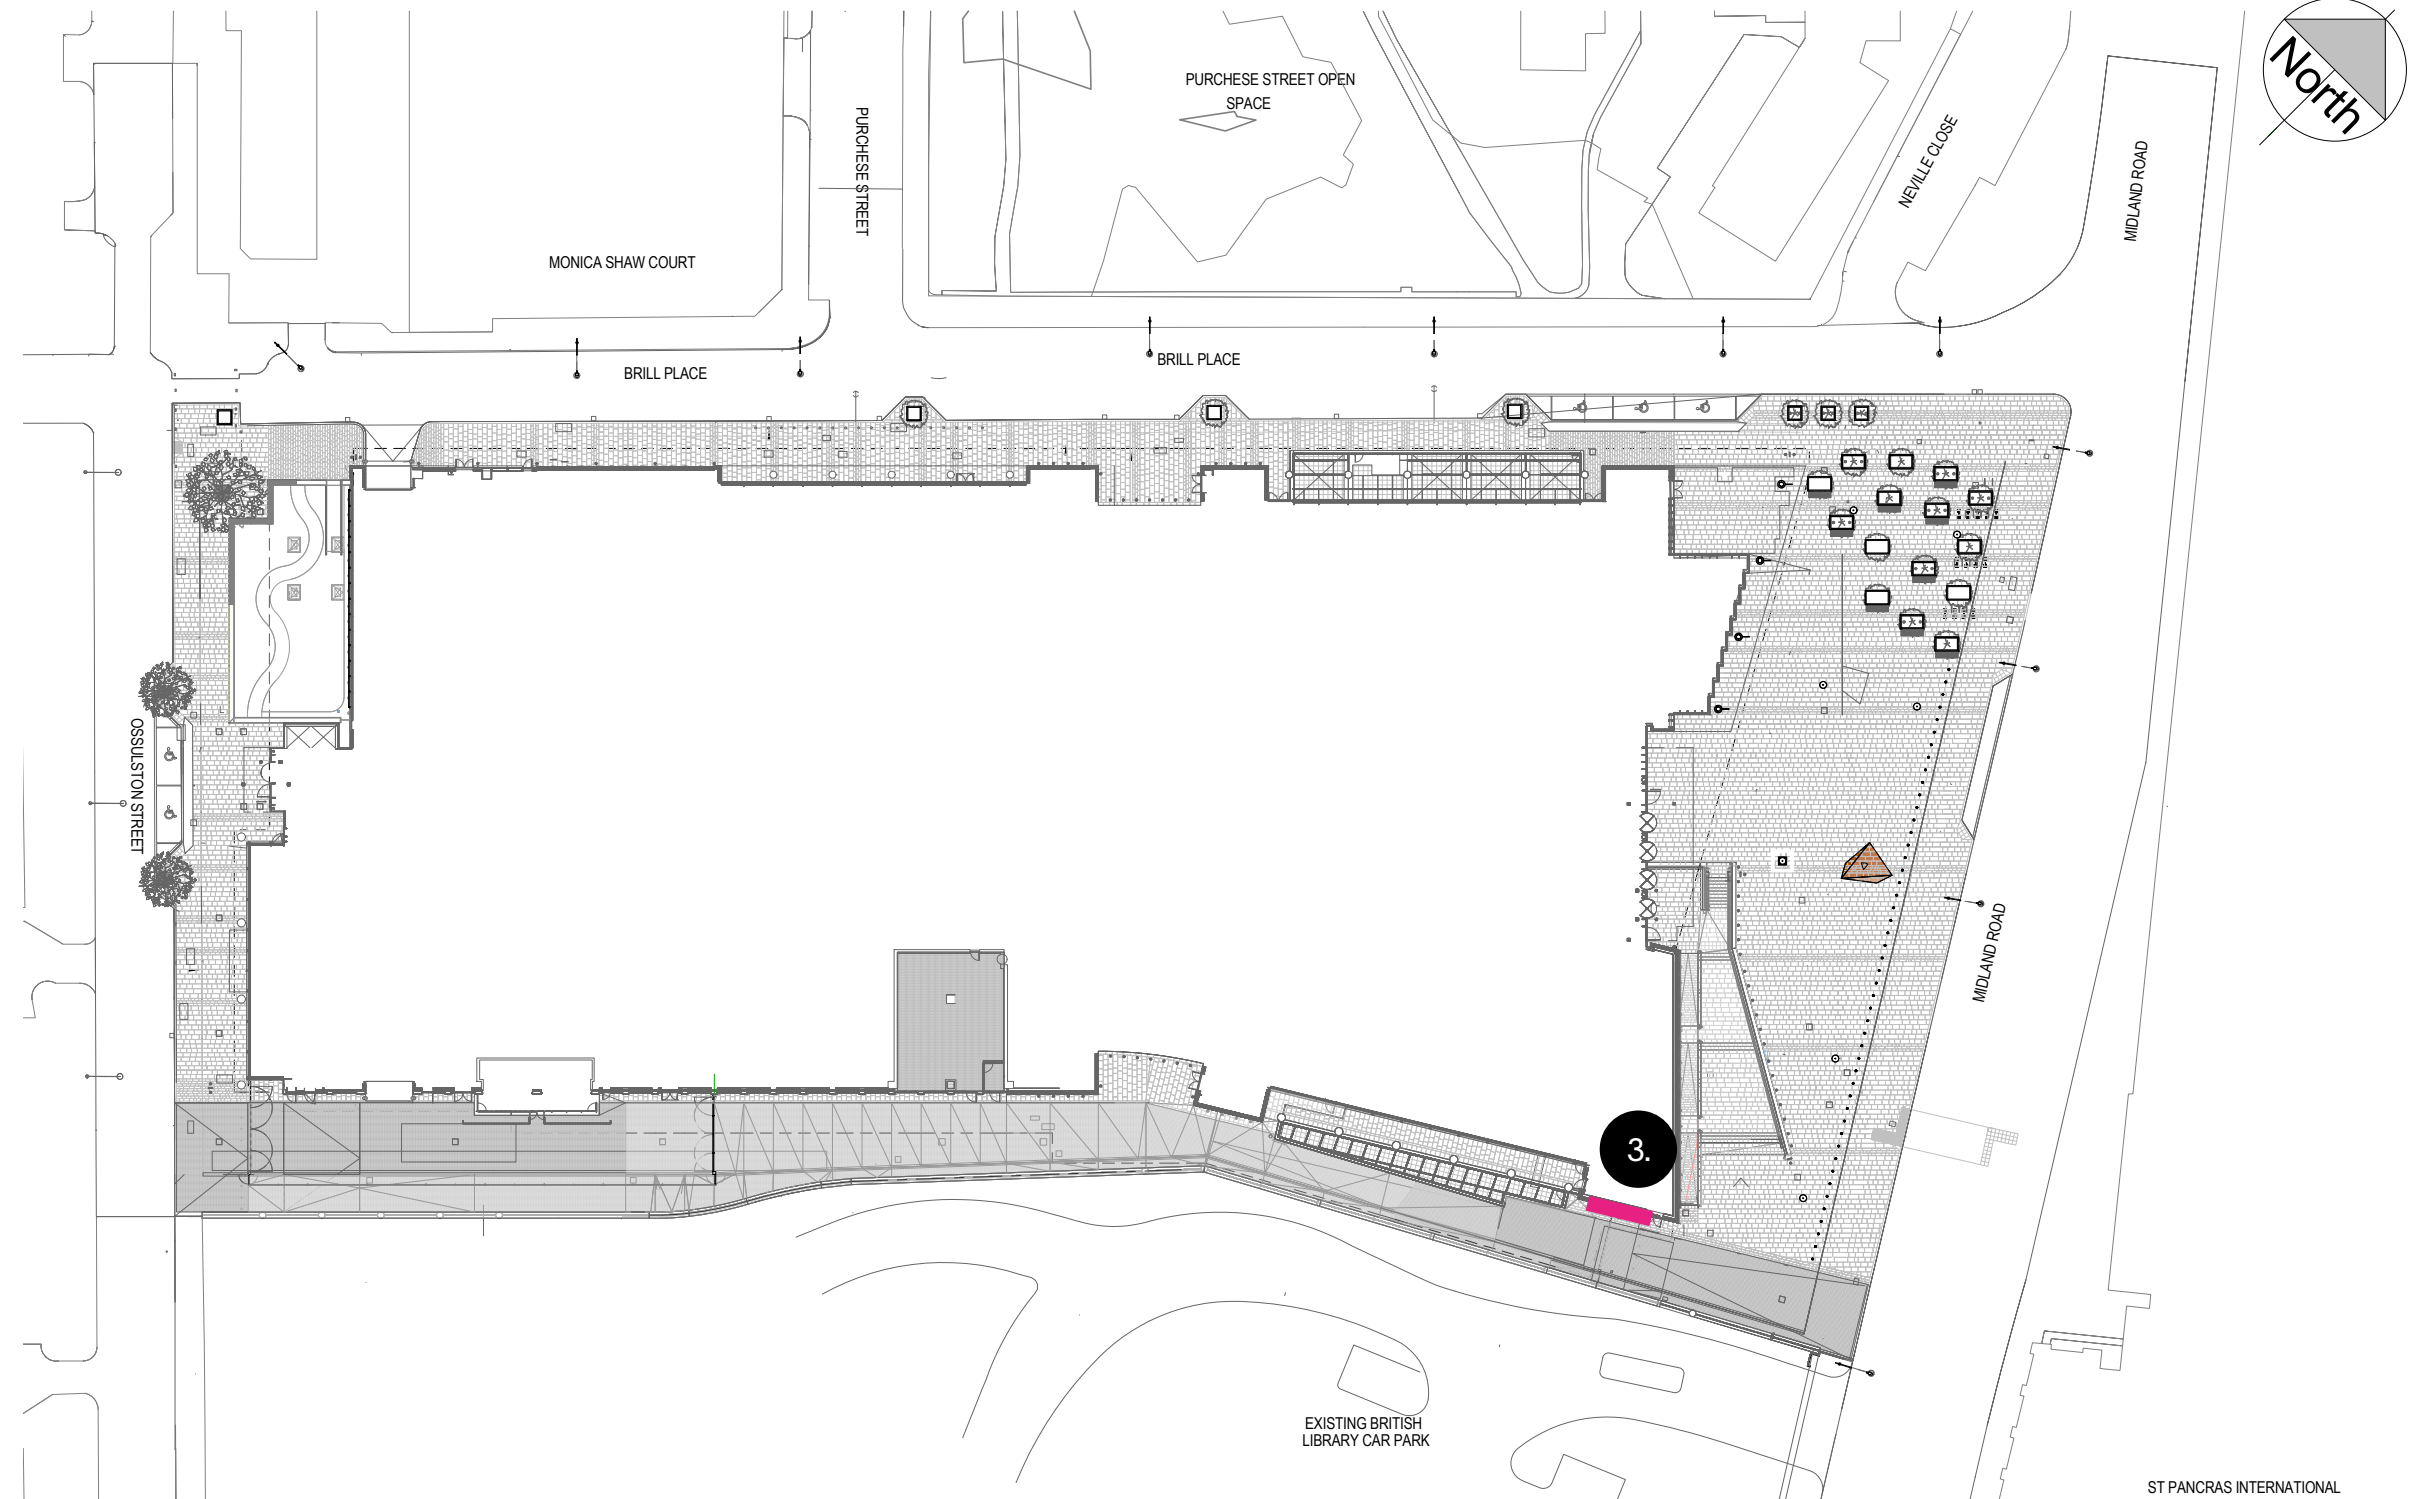 PURCHESE STREET OPEN
SPACE
North
PURCHESE STREET
NEVILLE CLOSE
MIDLAND ROAD
MONICA SHAW COURT
BRILL PLACE
BRILL PLACE
OSSULSTON STREET
MIDLAND ROAD
3.
EXISTING BRITISH
LIBRARY CAR PARK
ST PANCRAS INTERNATIONAL